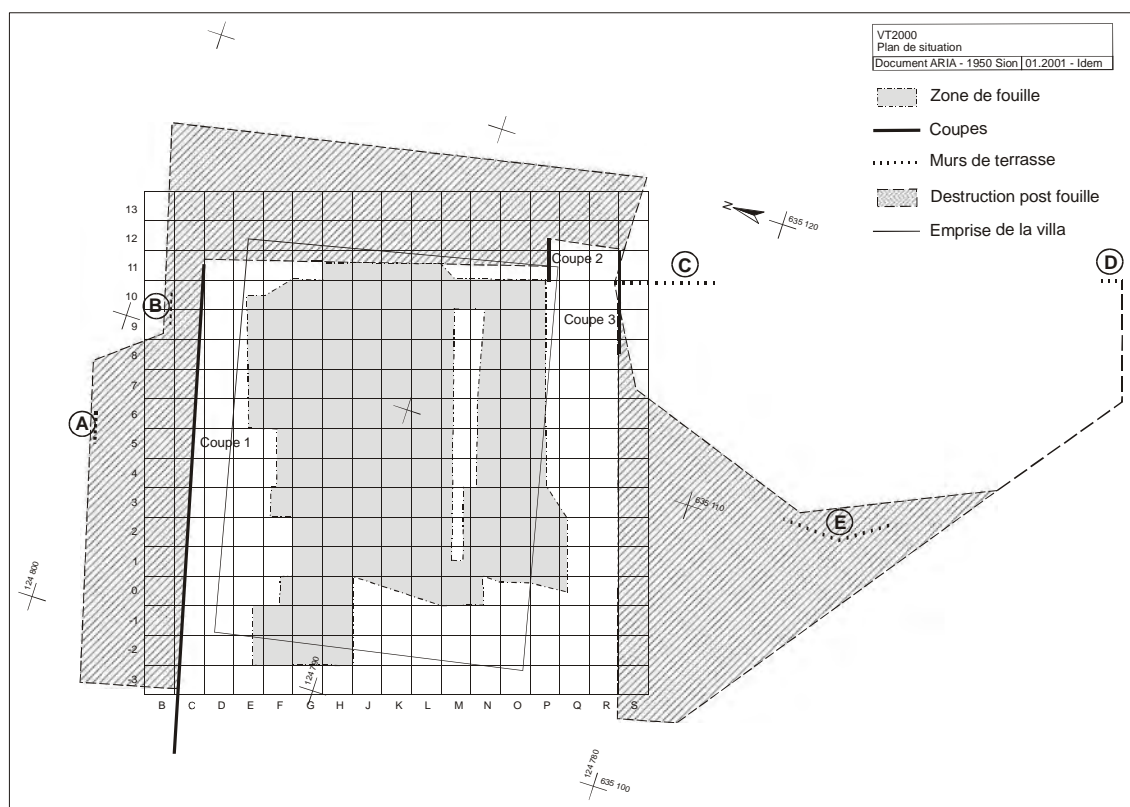 VT2000
Plan de situation
Document ARIA - 1950 Sion 01.2001 - Idem
Zone de fouille
Coupes
Murs de terrasse
Destruction post fouille
Emprise de la villa
N
635 120
13
12
11
10
9
8
7
6
5
4
3
2
1
0
-1
-2
-3
Coupe 2
C
D
B
Coupe 3
A
Coupe 1
635 110
E
124 800
124 790
B C D E F G H J K L M N O P Q R S
124 780
635 100